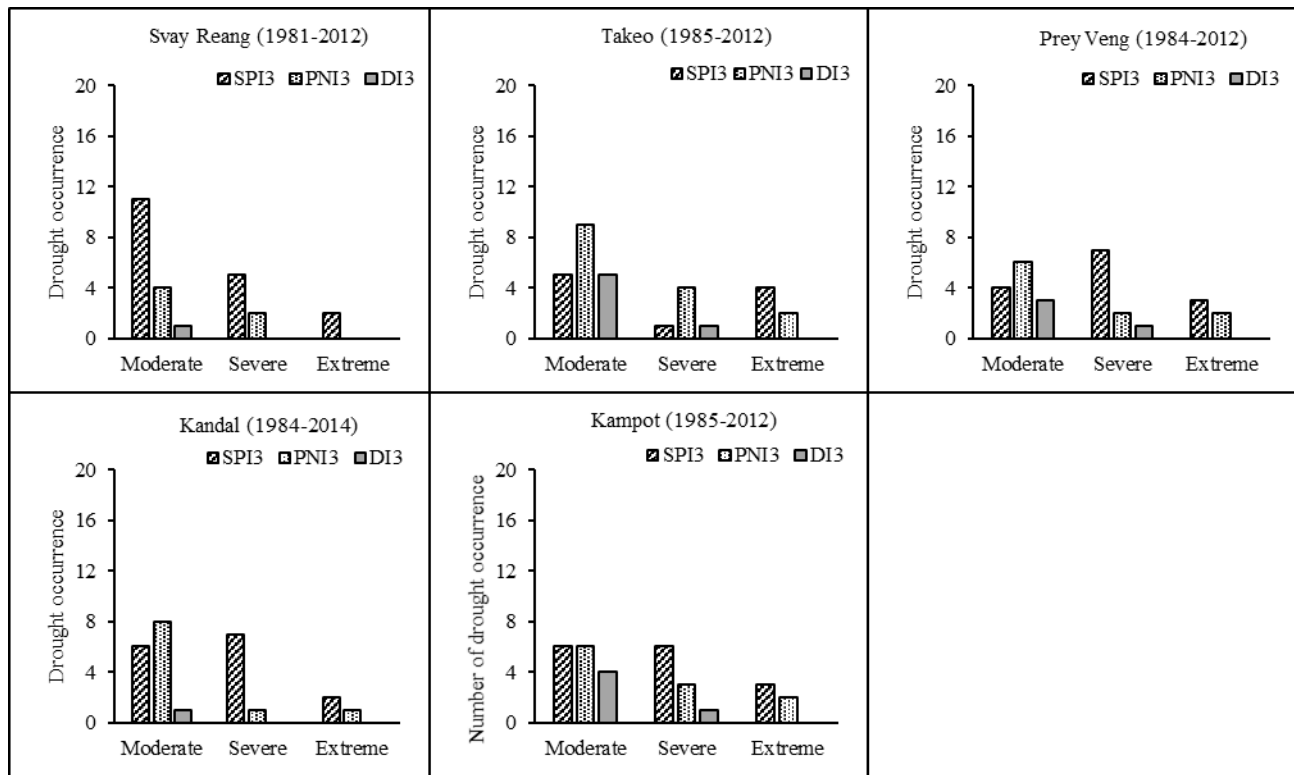 Svay Reang (1981-2012)
SPI3 PNI3 DI3
Drought occurrence
20
16
12
8
4
0
Moderate Severe Extreme
Takeo (1985-2012)
SPI3 PNI3 DI3
Drought occurrence
20
16
12
8
4
0
Moderate Severe Extreme
Prey Veng (1984-2012)
SPI3 PNI3 DI3
Drought occurrence
20
16
12
8
4
0
Moderate Severe Extreme
Kandal (1984-2014)
SPI3 PNI3 DI3
Drought occurrence
20
16
12
8
4
0
Moderate Severe Extreme
Kampot (1985-2012)
SPI3 PNI3 DI3
Number of drought occurrence
20
16
12
8
4
0
Moderate Severe Extreme